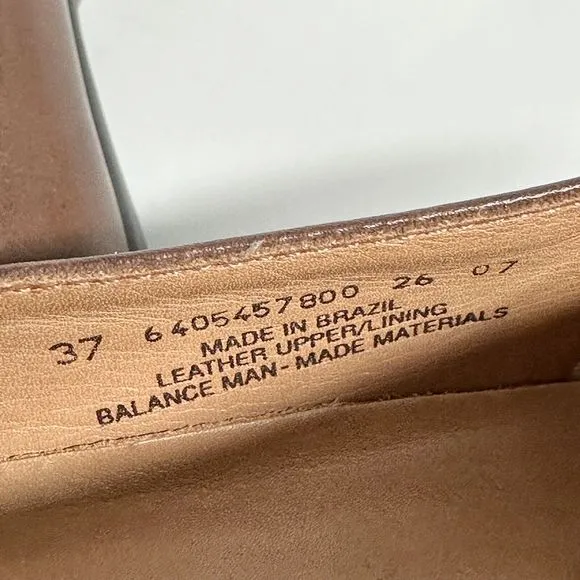 37 6405457800 26 07
MADE IN BRAZIL
LEATHER UPPER/LINING
BALANCE MAN-MADE MATERIALS